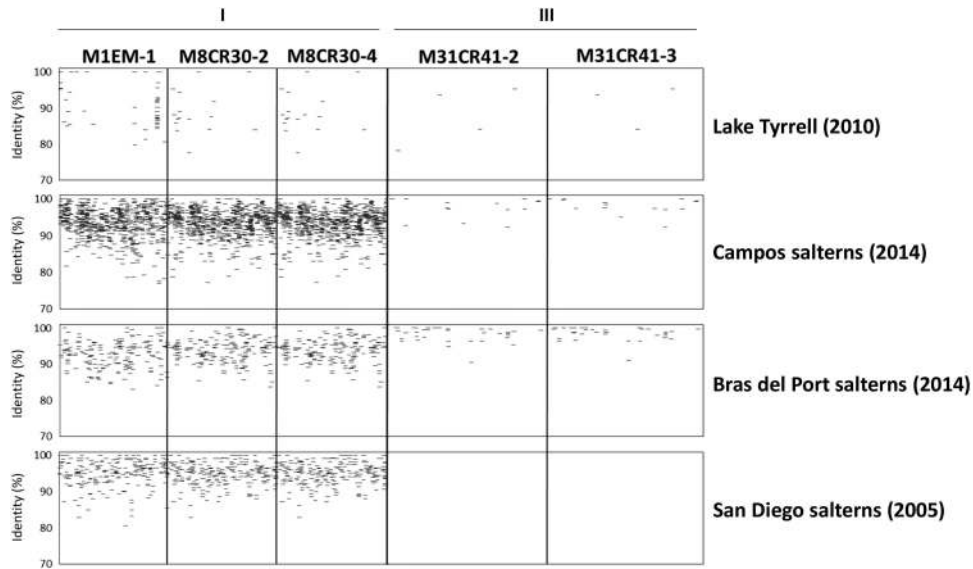 I III
M1EM-1 M8CR30-2 M8CR30-4 M31CR41-2 M31CR41-3
100
90
80
70
Identity (%)
Lake Tyrrell (2010)
100
90
80
70
Identity (%)
Campos salterns (2014)
100
90
80
70
Identity (%)
Bras del Port salterns (2014)
100
90
80
70
Identity (%)
San Diego salterns (2005)